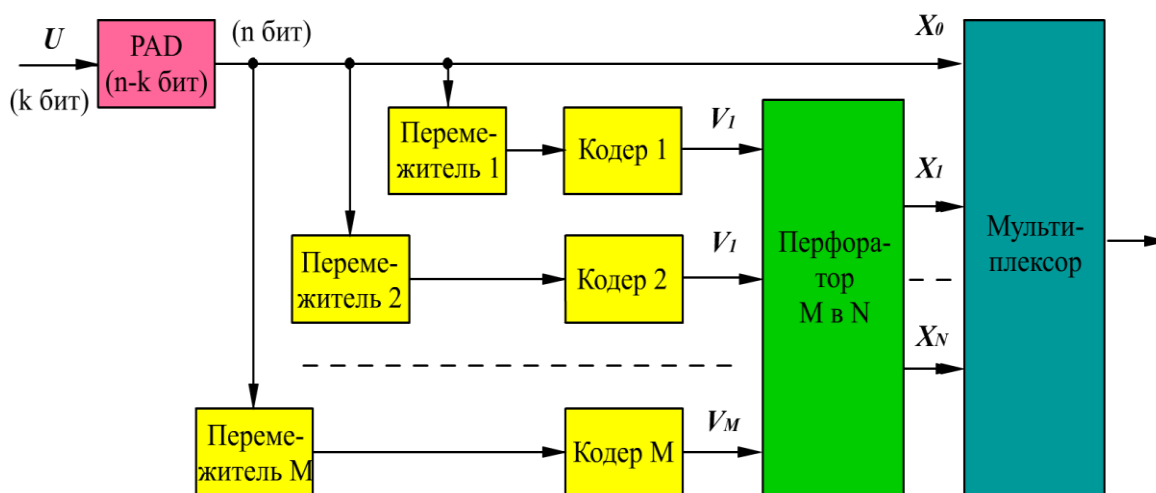 U
(k бит)
PAD
(n-k бит)
(n бит)
X0
Переме-
житель 1
Кодер 1
V1
Переме-
житель 2
Кодер 2
V1
Переме-
житель M
Кодер M
VM
Перфора-
тор
M в N
X1
XN
Мульти-
плексор